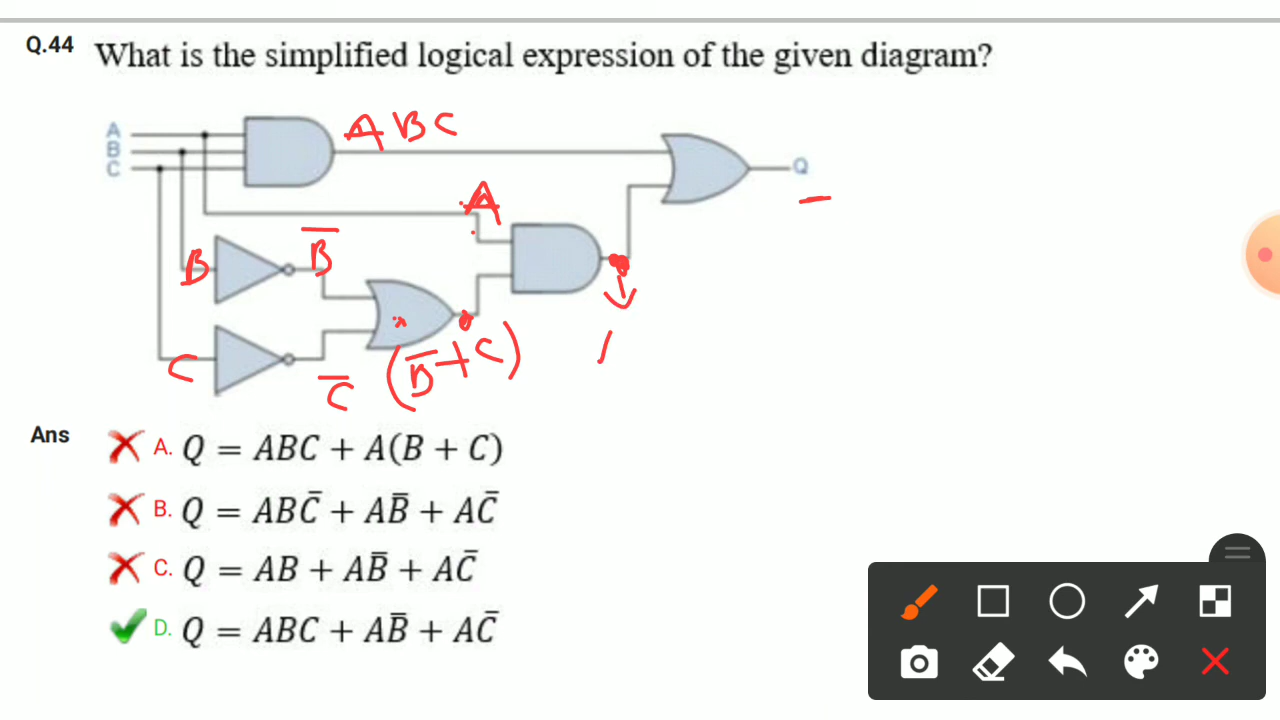 Q.44 What is the simplified logical expression of the given diagram?
A
B
C
ABC
Q
A
B
B̅
C
C̅
(B̅+C)
Ans
A. Q = ABC + A(B + C)
B. Q = ABC̅ + AB̅ + AC̅
C. Q = AB + AB̅ + AC̅
D. Q = ABC + AB̅ + AC̅